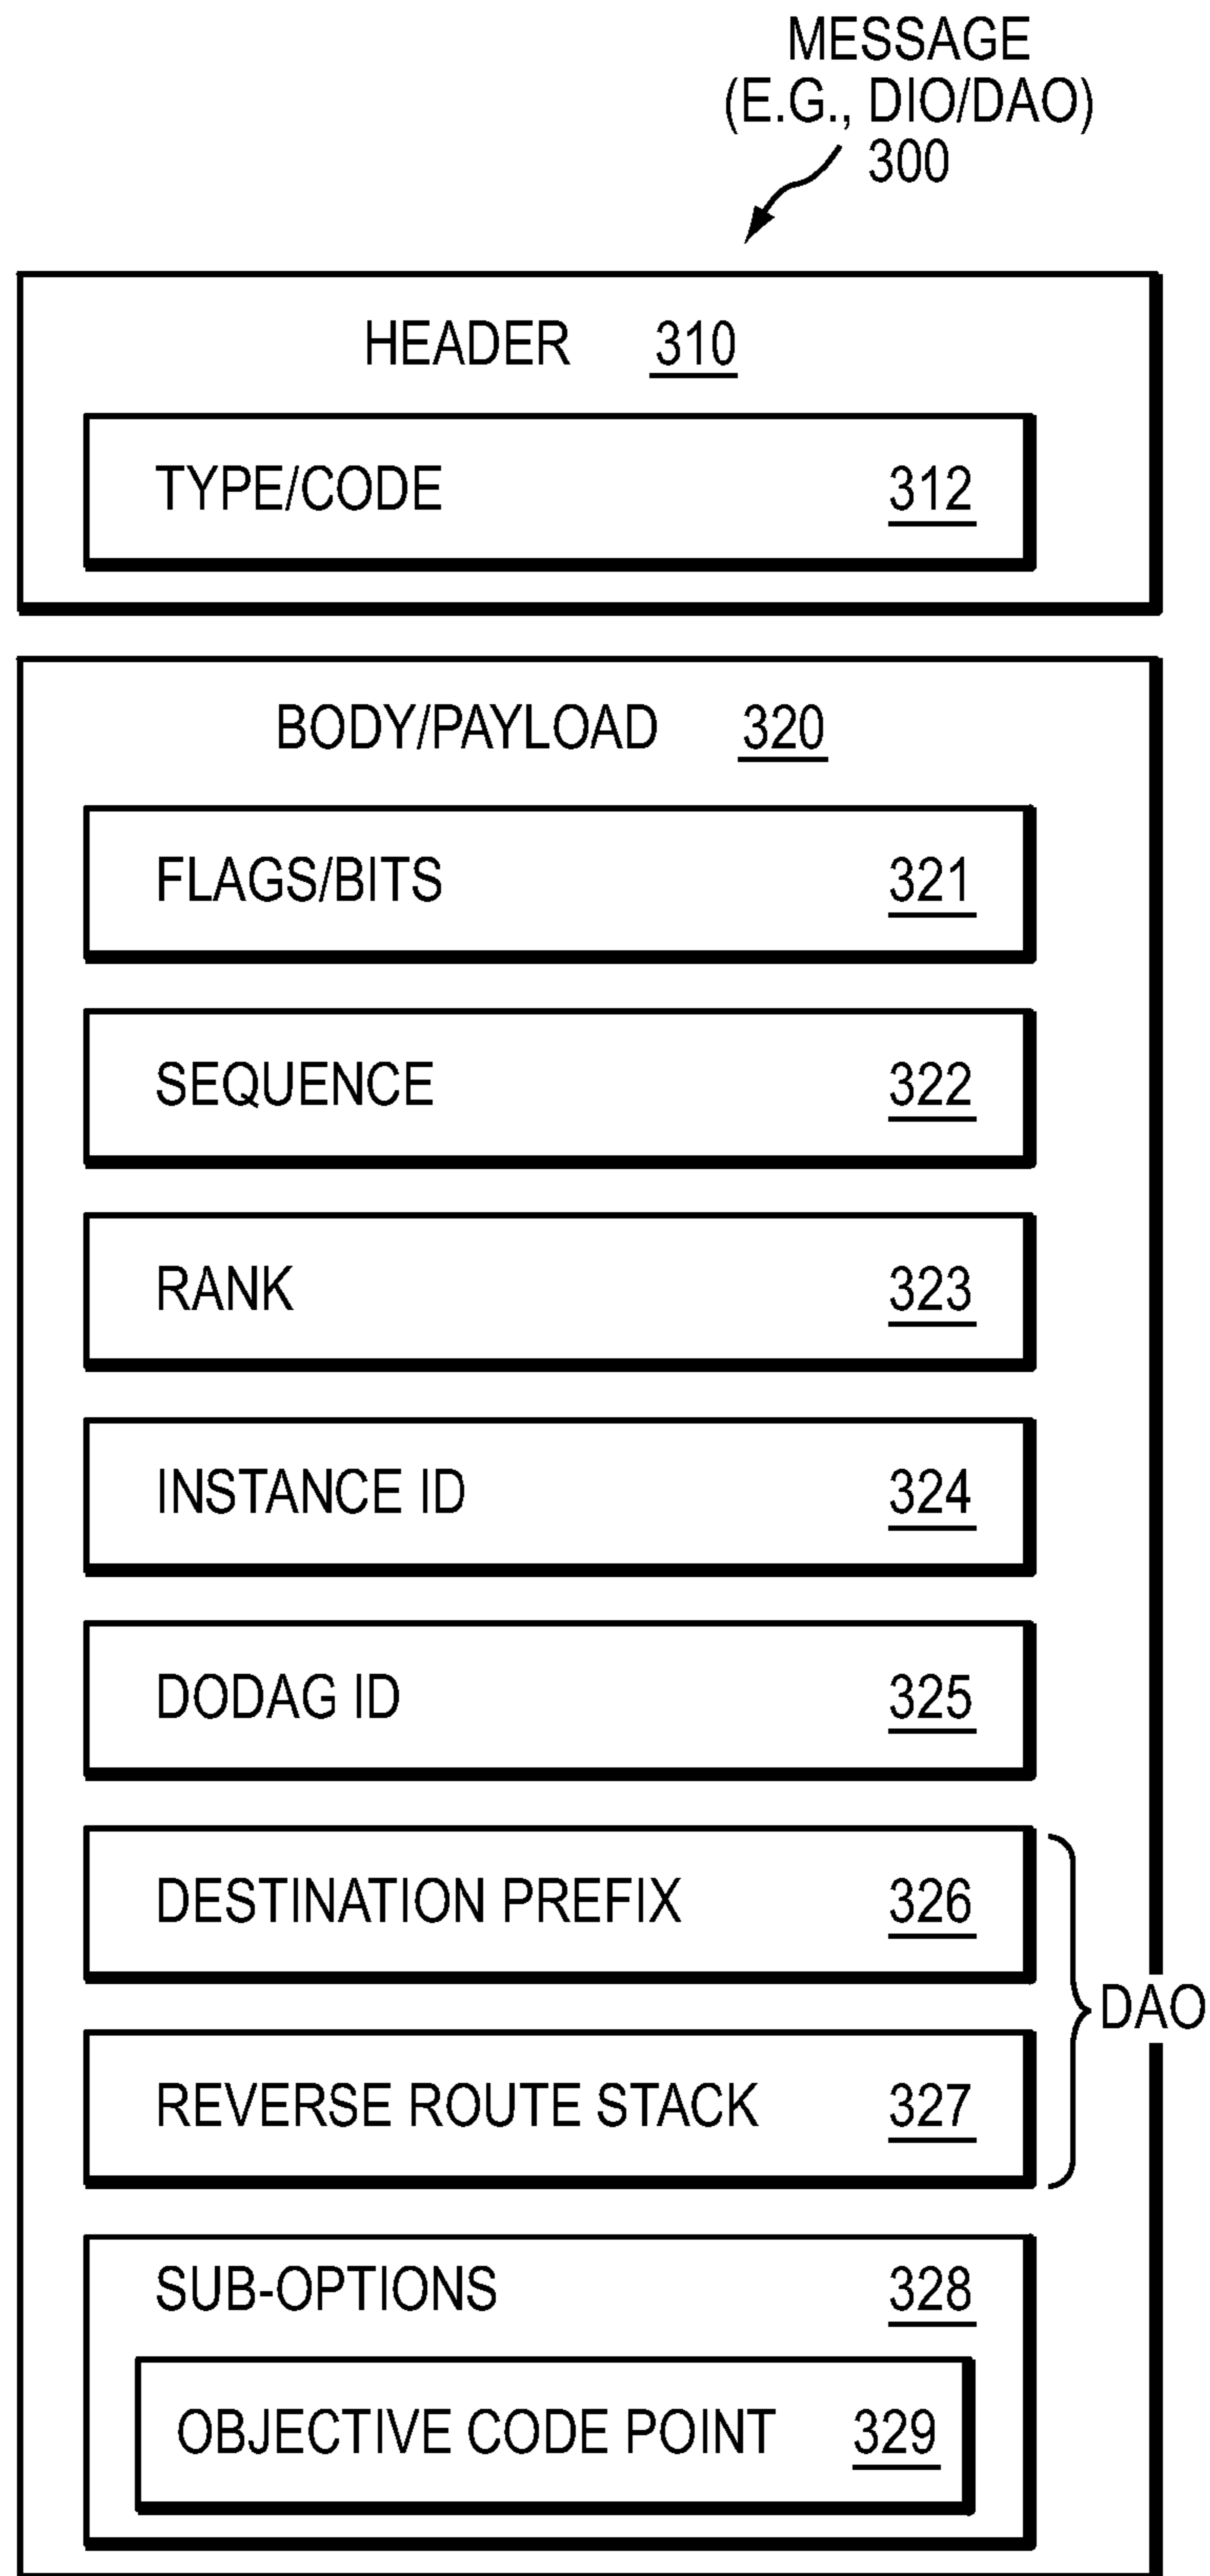 MESSAGE
(E.G., DIO/DAO)
300
HEADER 310
TYPE/CODE 312
BODY/PAYLOAD 320
FLAGS/BITS 321
SEQUENCE 322
RANK 323
INSTANCE ID 324
DODAG ID 325
DESTINATION PREFIX 326
DAO
REVERSE ROUTE STACK 327
SUB-OPTIONS 328
OBJECTIVE CODE POINT 329